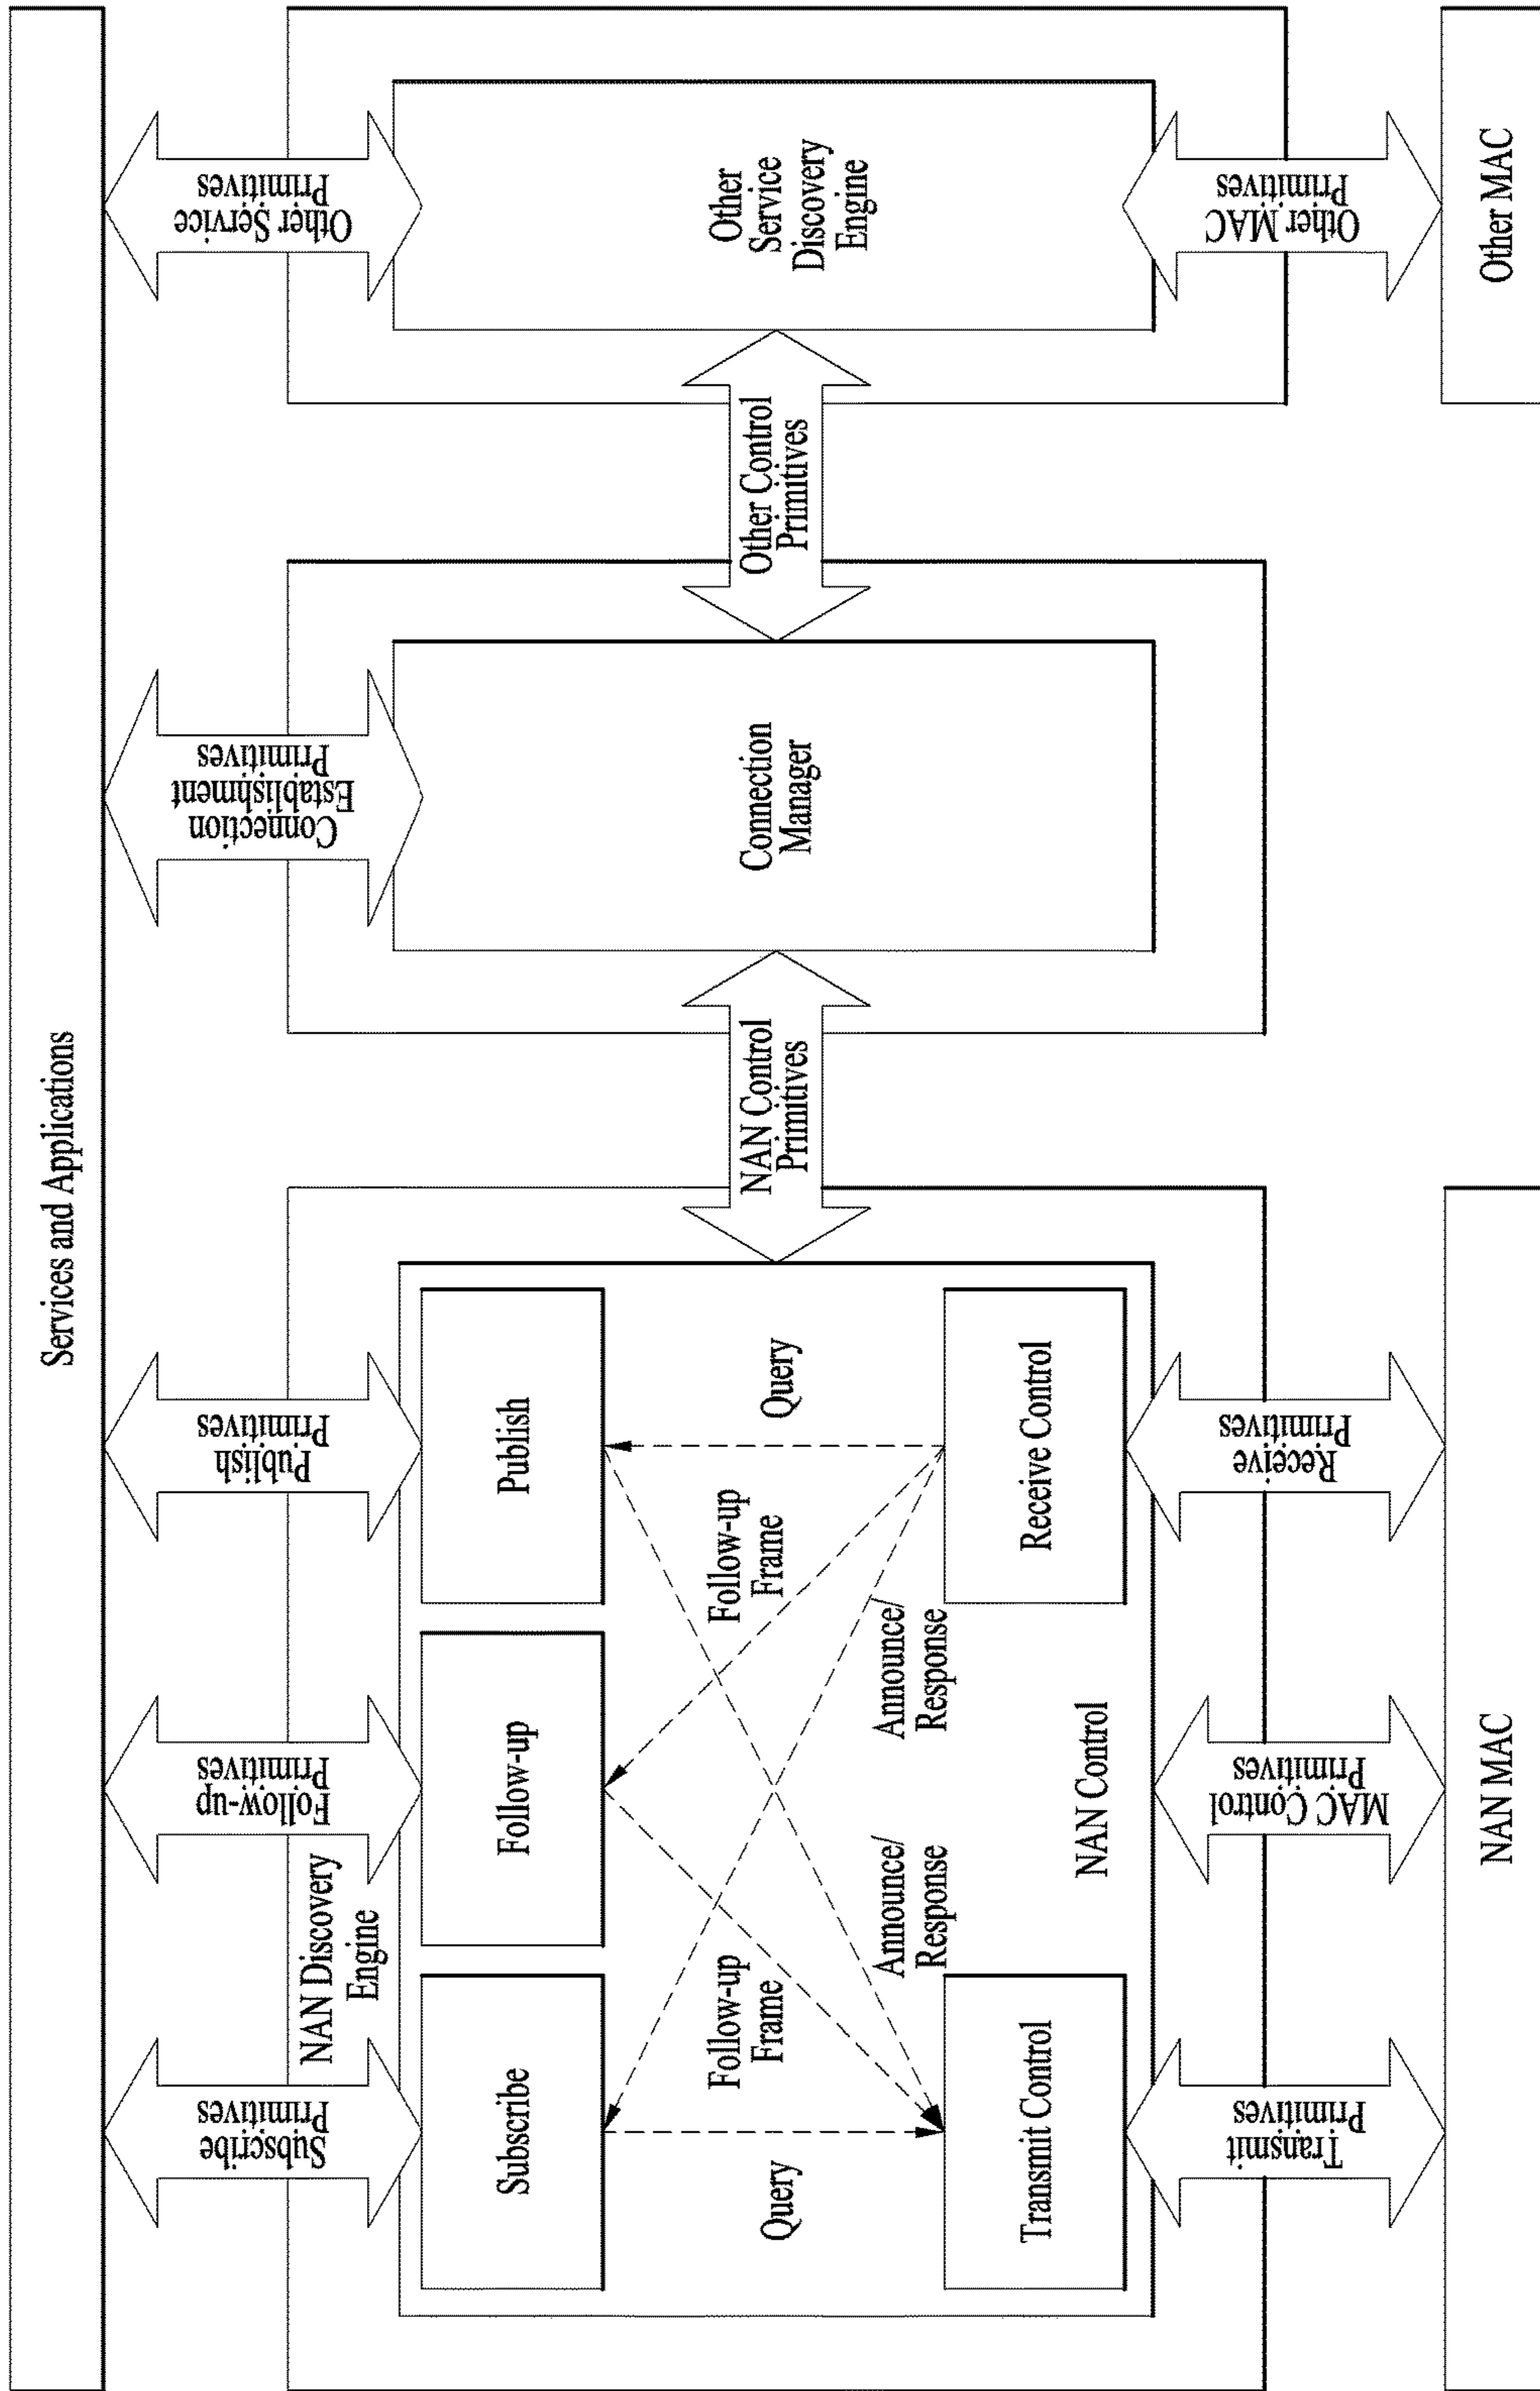 Services and Applications
Subscribe
Primitives
Follow-up
Primitives
Publish
Primitives
Connection
Establishment
Primitives
Other Service
Primitives
NAN Discovery
Engine
Subscribe
Follow-up
Publish
Query
Follow-up
Frame
Follow-up
Frame
Query
Announce/
Response
Announce/
Response
Transmit Control
Receive Control
NAN Control
NAN Control
Primitives
Connection
Manager
Other Control
Primitives
Other
Service
Discovery
Engine
Transmit
Primitives
MAC Control
Primitives
Receive
Primitives
Other MAC
Primitives
NAN MAC
Other MAC